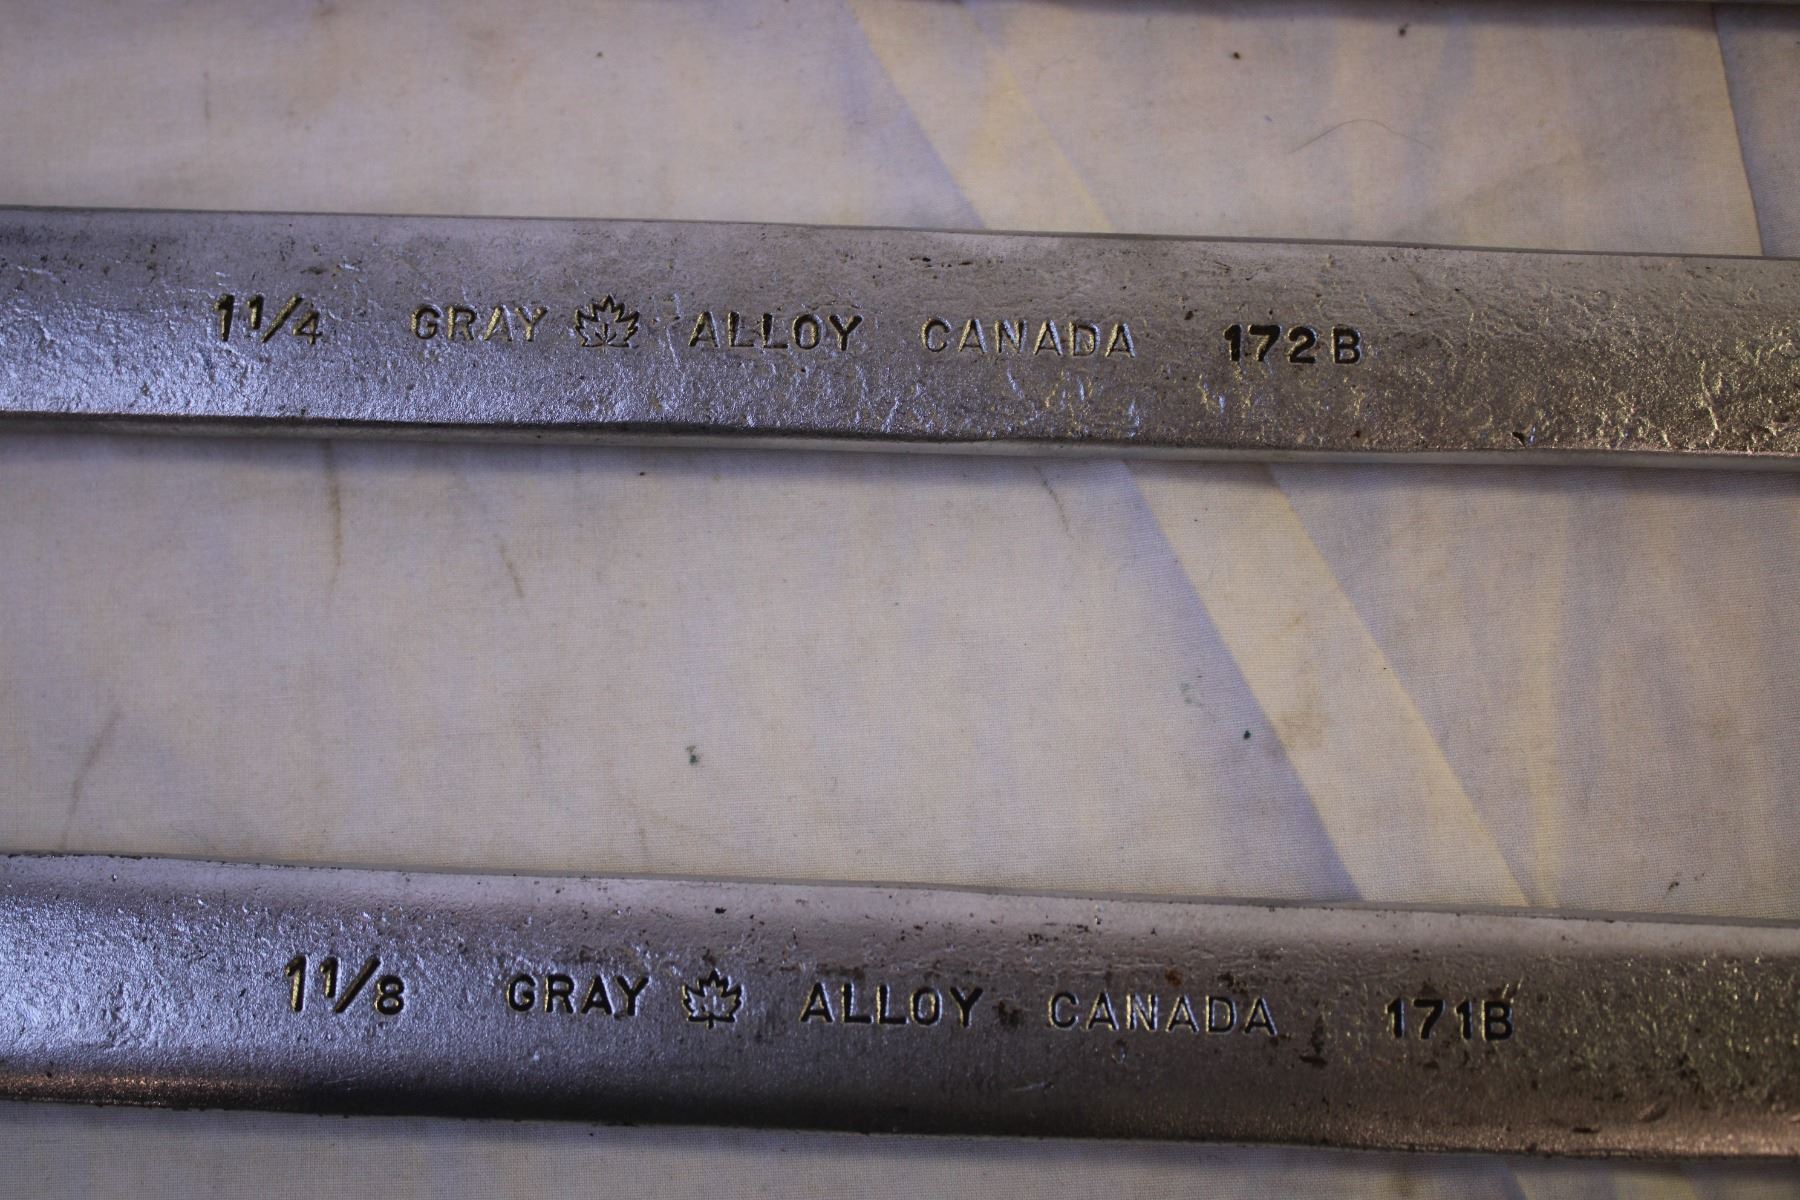 1 1/4 GRAY ALLOY CANADA 172B
1 1/8 GRAY ALLOY CANADA 171B